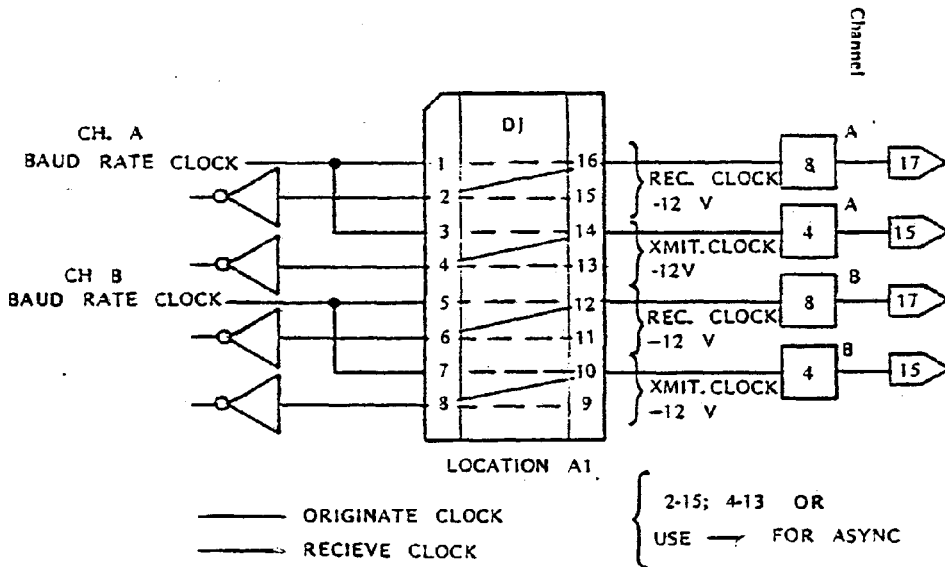 Channel
DJ
CH. A
BAUD RATE CLOCK
1 16
2 15
3 14
4 13
CH B
BAUD RATE CLOCK
5 12
6 11
7 10
8 9
REC. CLOCK
-12 V
XMIT. CLOCK
-12V
REC. CLOCK
-12 V
XMIT. CLOCK
-12 V
A
8 17
A
4 15
B
8 17
B
4 15
LOCATION A1
ORIGINATE CLOCK
RECIEVE CLOCK
2-15; 4-13 OR
USE — FOR ASYNC